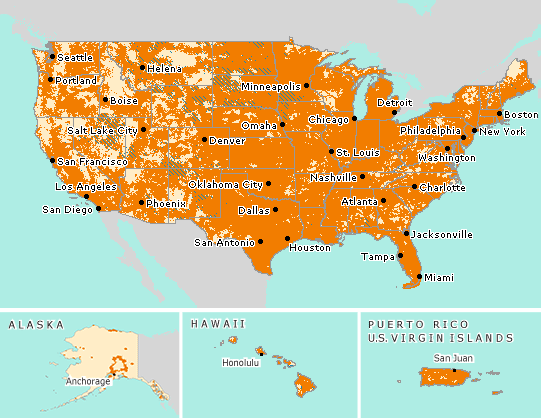 Seattle
Portland
Helena
Boise
Minneapolis
Detroit
Boston
Salt Lake City
Omaha
Chicago
Philadelphia
New York
Denver
San Francisco
St. Louis
Washington
Los Angeles
Oklahoma City
Nashville
Charlotte
San Diego
Phoenix
Dallas
Atlanta
San Antonio
Houston
Jacksonville
Tampa
Miami
ALASKA
Anchorage
HAWAII
Honolulu
PUERTO RICO
U.S. VIRGIN ISLANDS
San Juan